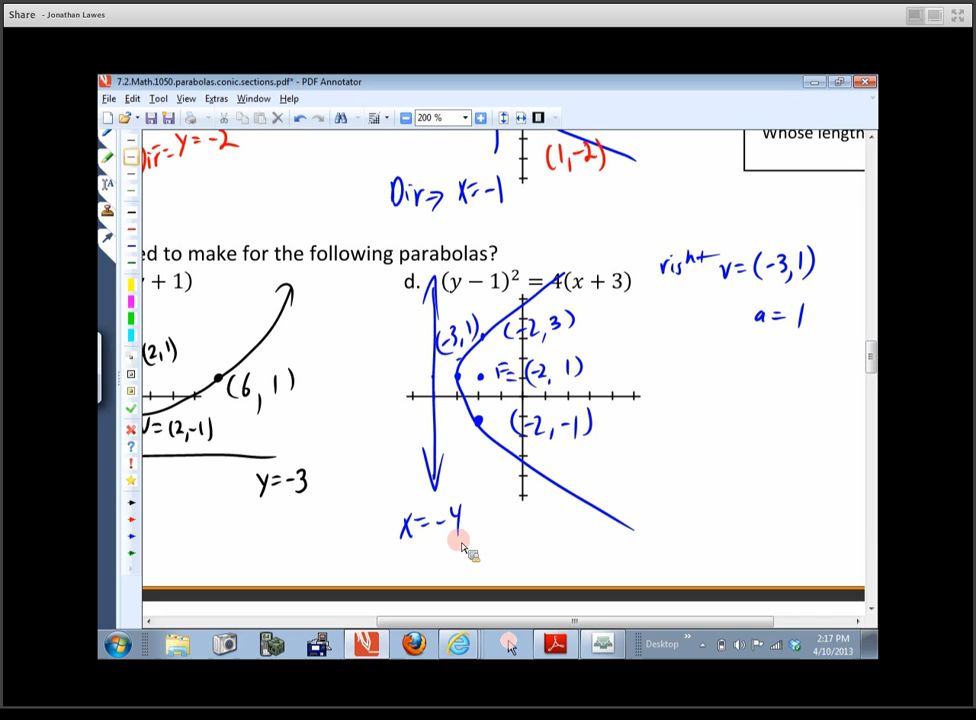 Share - Jonathan Lawes
7.2.Math.1050.parabolas.conic.sections.pdf* - PDF Annotator
File Edit Tool View Extras Window Help
200 %
Dir= y = -2
(1,-2)
Whose length
Dir⇒ x=-1
ed to make for the following parabolas?
+ 1)
d. (y − 1)² = 4(x + 3)
right v=(-3,1)
a = 1
(2,1)
(6, 1)
V=(2,-1)
y=-3
(-3,1)
(-2,3)
F=(-2, 1)
(-2,-1)
x=-4
Desktop
2:17 PM
4/10/2013